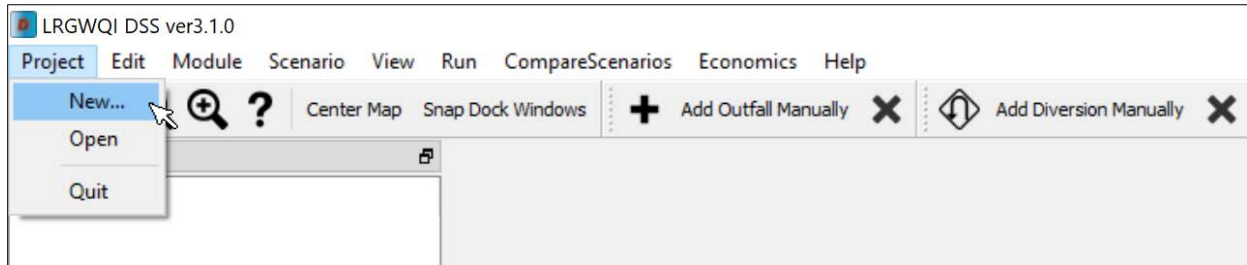 LRGWQI DSS ver3.1.0
Project Edit Module Scenario View Run CompareScenarios Economics Help
New... ? Center Map Snap Dock Windows Add Outfall Manually Add Diversion Manually
Open
Quit